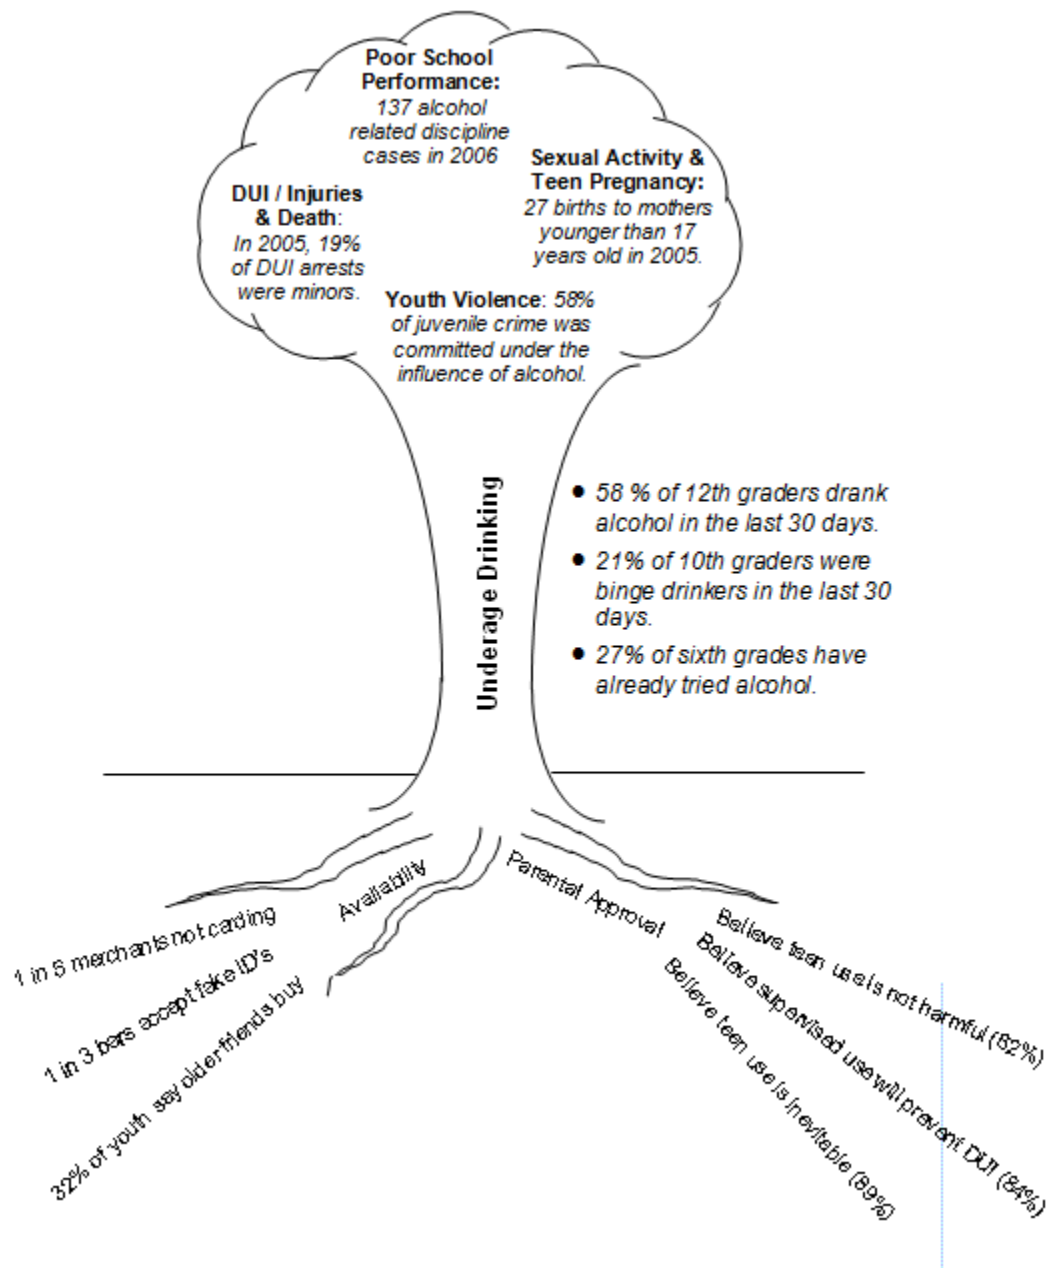 Poor School
Performance:
137 alcohol
related discipline
cases in 2006
Sexual Activity &
Teen Pregnancy:
27 births to mothers
younger than 17
years old in 2005.
DUI / Injuries
& Death:
In 2005, 19%
of DUI arrests
were minors.
Youth Violence: 58%
of juvenile crime was
committed under the
influence of alcohol.
Underage Drinking
• 58 % of 12th graders drank
alcohol in the last 30 days.
• 21% of 10th graders were
binge drinkers in the last 30
days.
• 27% of sixth grades have
already tried alcohol.
Availability
1 in 5 merchants not carding
1 in 3 bars accept fake ID's
32% of youth say older friends buy
Parental Approval
Believe teen use is not harmful (62%)
Believe supervised use will prevent DUI (84%)
Believe teen use is inevitable (89%)